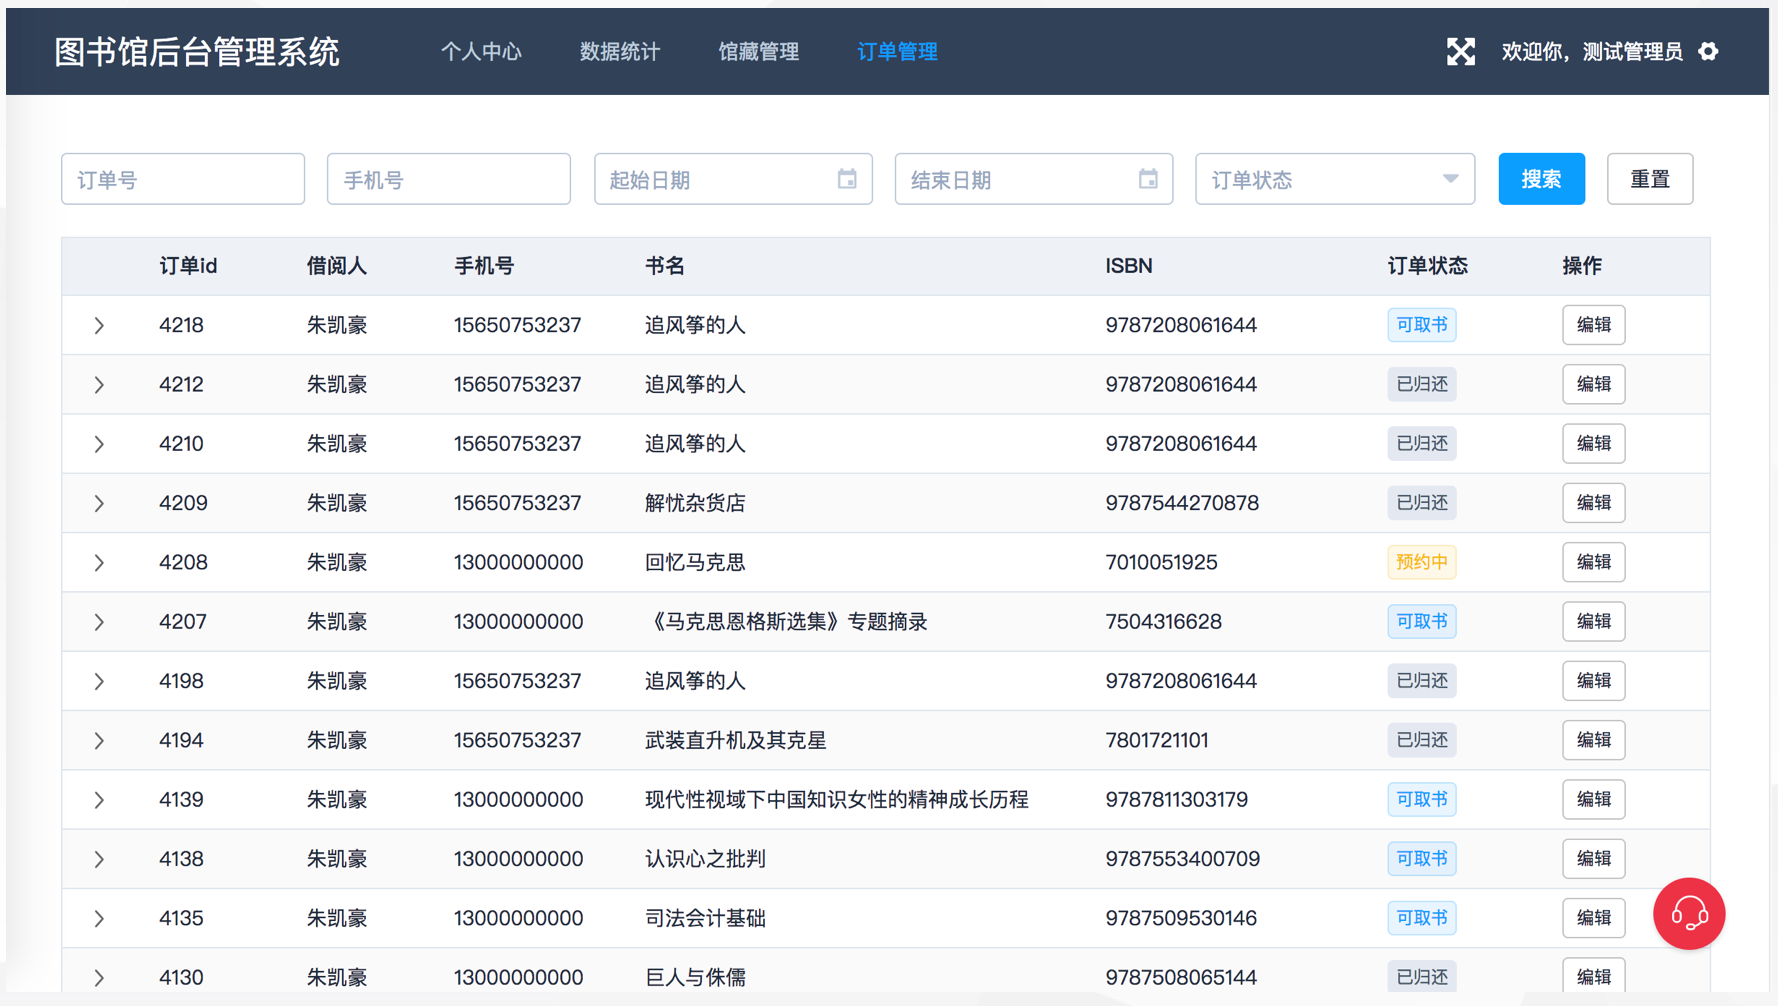 图书馆后台管理系统 个人中心 数据统计 馆藏管理 订单管理 欢迎你，测试管理员
订单号 手机号 起始日期 结束日期 订单状态 搜索 重置
订单id 借阅人 手机号 书名 ISBN 订单状态 操作
4218 朱凯豪 15650753237 追风筝的人 9787208061644 可取书 编辑
4212 朱凯豪 15650753237 追风筝的人 9787208061644 已归还 编辑
4210 朱凯豪 15650753237 追风筝的人 9787208061644 已归还 编辑
4209 朱凯豪 15650753237 解忧杂货店 9787544270878 已归还 编辑
4208 朱凯豪 13000000000 回忆马克思 7010051925 预约中 编辑
4207 朱凯豪 13000000000 《马克思恩格斯选集》专题摘录 7504316628 可取书 编辑
4198 朱凯豪 15650753237 追风筝的人 9787208061644 已归还 编辑
4194 朱凯豪 15650753237 武装直升机及其克星 7801721101 已归还 编辑
4139 朱凯豪 13000000000 现代性视域下中国知识女性的精神成长历程 9787811303179 可取书 编辑
4138 朱凯豪 13000000000 认识心之批判 9787553400709 可取书 编辑
4135 朱凯豪 13000000000 司法会计基础 9787509530146 可取书 编辑
4130 朱凯豪 13000000000 巨人与侏儒 9787508065144 已归还 编辑